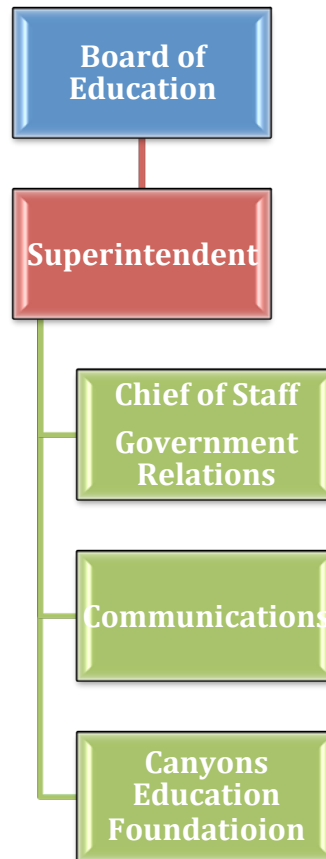 Board of
Education
Superintendent
Chief of Staff
Government
Relations
Communications
Canyons
Education
Foundatioion